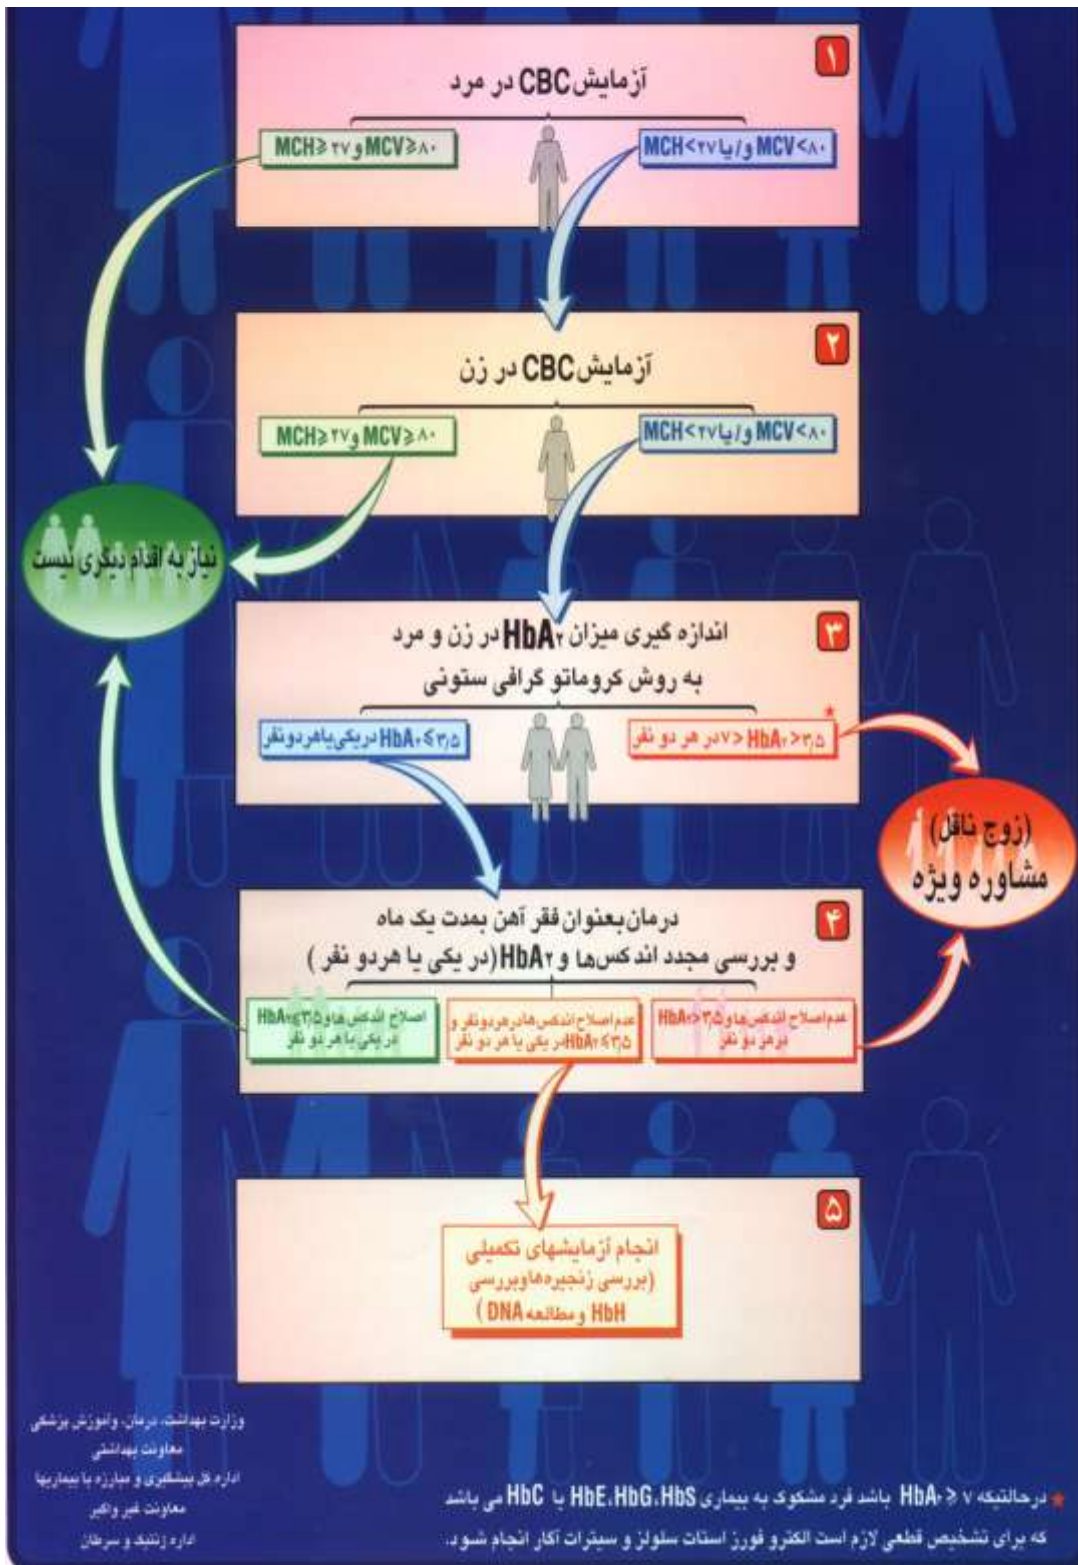 ۱
آزمایش CBC در مرد
MCV<۸۰ و/یا MCH<۲۷
MCV≥۸۰ و MCH≥۲۷
۲
آزمایش CBC در زن
MCV<۸۰ و/یا MCH<۲۷
MCV≥۸۰ و MCH≥۲۷
نیاز به اقدام دیگری نیست
۳
اندازه گیری میزان HbA۲ در زن و مرد
به روش کروماتو گرافی ستونی
*
۷>HbA۲>۳٫۵ در هر دو نفر
HbA۲≤۳٫۵ در یکی یا هر دو نفر
(زوج ناقل)
مشاوره ویژه
۴
درمان بعنوان فقر آهن بمدت یک ماه
و بررسی مجدد اندکس‌ها و HbA۲ (در یکی یا هر دو نفر)
عدم اصلاح اندکس ها و HbA۲>۳٫۵
در هر دو نفر
عدم اصلاح اندکس ها در هر دو نفر و
HbA۲≤۳٫۵ در یکی یا هر دو نفر
اصلاح اندکس ها و HbA۲≤۳٫۵
در یکی یا هر دو نفر
۵
انجام آزمایشهای تکمیلی
(بررسی زنجیره ها و بررسی
HbH و مطالعه DNA)
وزارت بهداشت، درمان، و آموزش پزشکی
معاونت بهداشتی
اداره کل پیشگیری و مبارزه با بیماریها
معاونت غیر واگیر
اداره ژنتیک و سرطان
* در حالتیکه HbA۲≥۷ باشد فرد مشکوک به بیماری HbE، HbG، HbS یا HbC می باشد
که برای تشخیص قطعی لازم است الکترو فورز استات سلولز و سیترات آگار انجام شود.